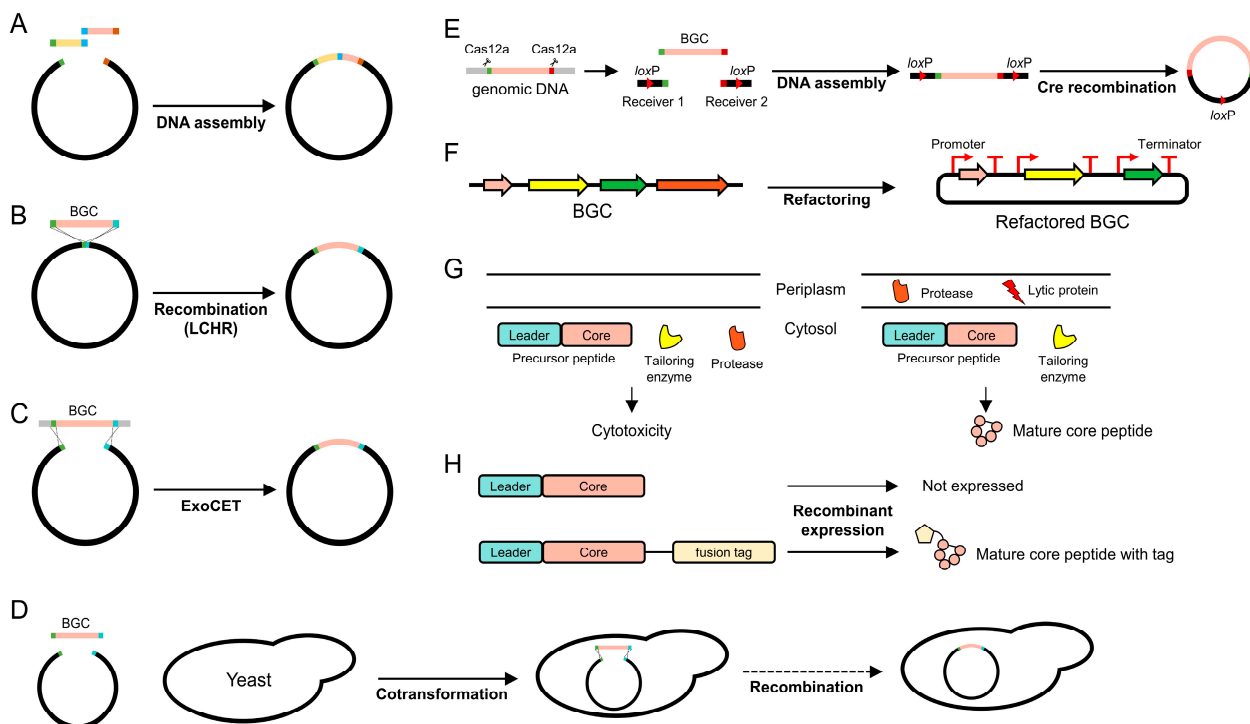 A
DNA assembly
B
BGC
Recombination
(LCHR)
C
BGC
ExoCET
D
BGC
Yeast
Cotransformation
Recombination
E
Cas12a
Cas12a
genomic DNA
BGC
loxP
loxP
Receiver 1
Receiver 2
DNA assembly
Cre recombination
loxP
F
BGC
Refactoring
Promoter
Terminator
Refactored BGC
G
Periplasm
Cytosol
Leader
Core
Precursor peptide
Tailoring
enzyme
Protease
Cytotoxicity
Protease
Lytic protein
Leader
Core
Precursor peptide
Tailoring
enzyme
Mature core peptide
H
Leader
Core
Recombinant
expression
Not expressed
Leader
Core
fusion tag
Mature core peptide with tag